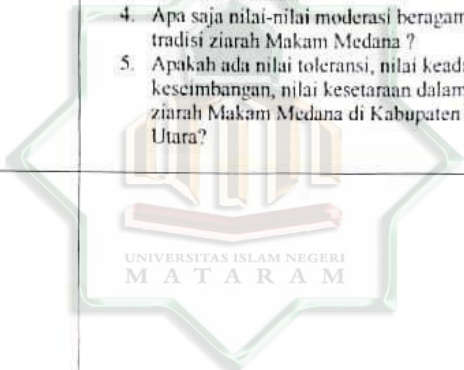 4. Apa saja nilai-nilai moderasi beragam
tradisi ziarah Makam Medana ?
5. Apakah ada nilai toleransi, nilai kead
keseimbangan, nilai kesetaraan dalam
ziarah Makam Medana di Kabupaten
Utara?
UNIVERSITAS ISLAM NEGERI
MATARAM